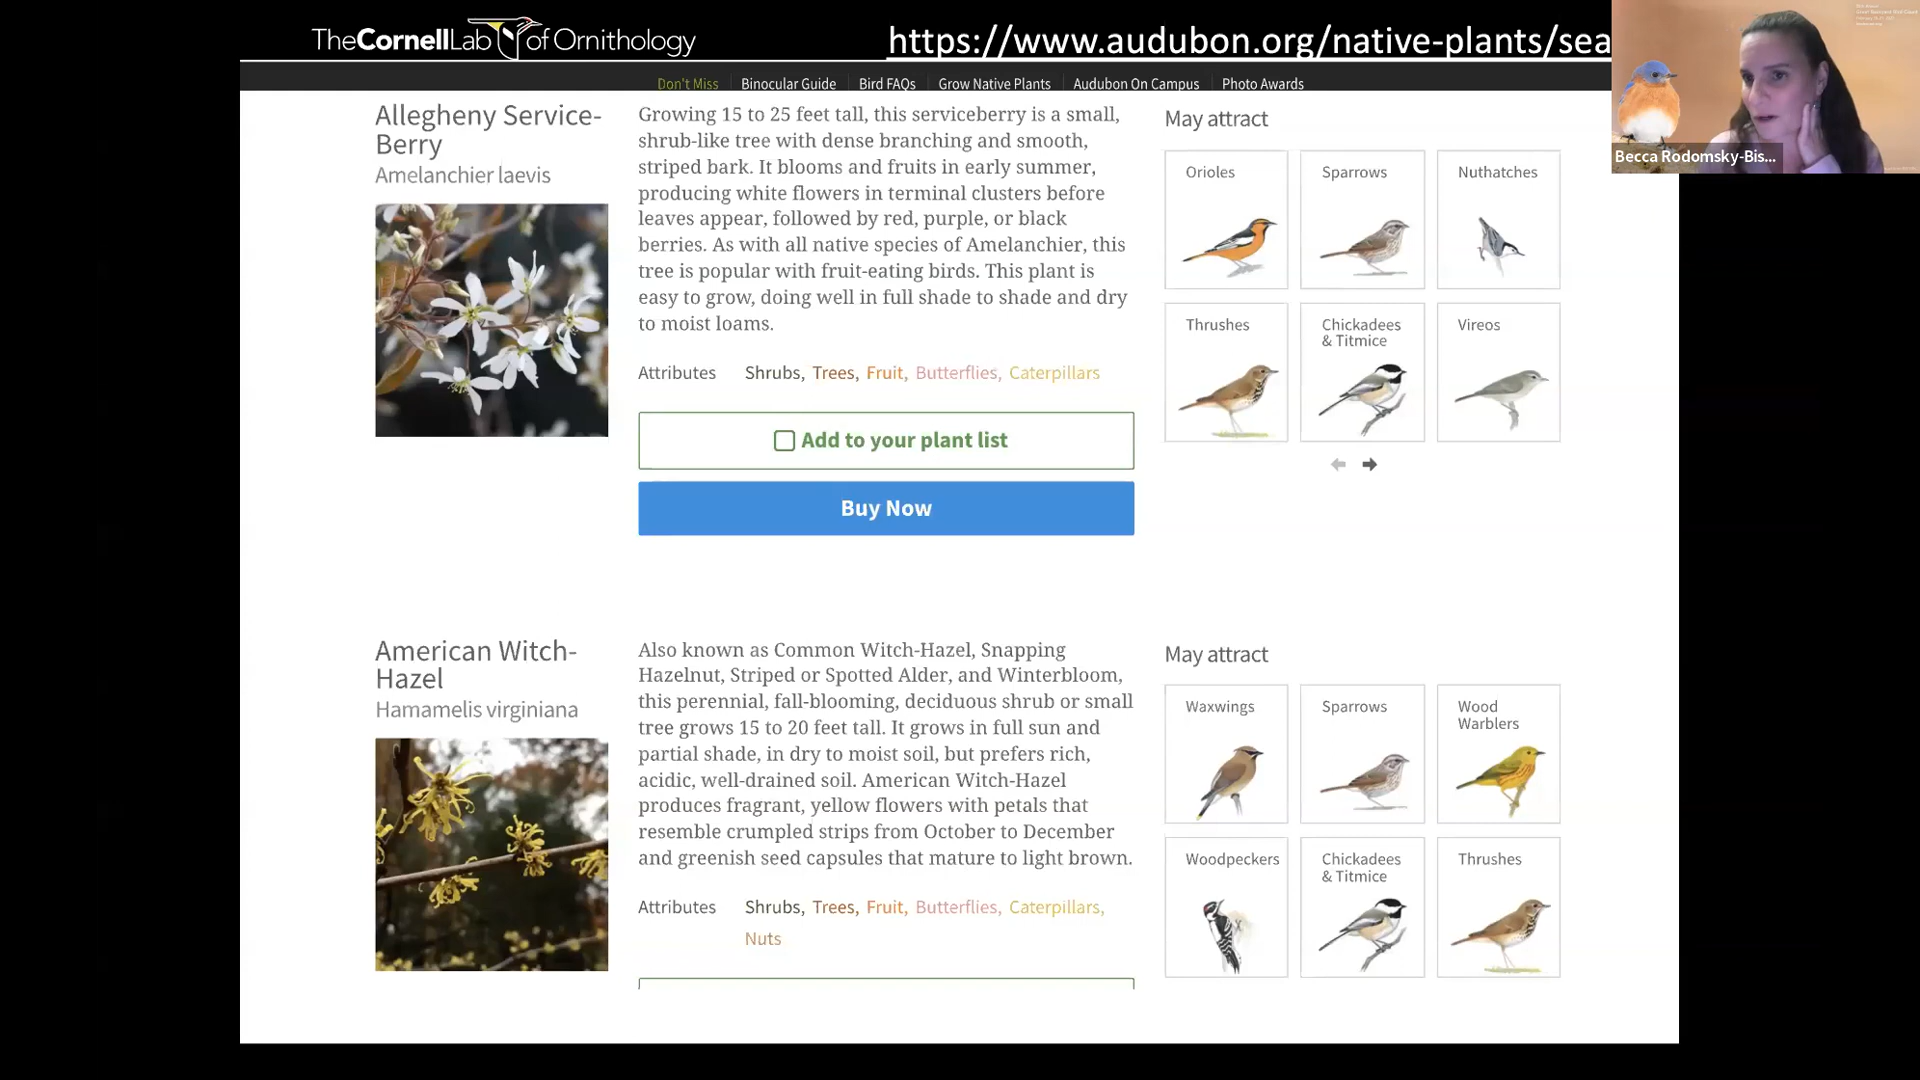 TheCornellLab of Ornithology
https://www.audubon.org/native-plants/sea
Becca Rodomsky-Bis...
Don't Miss
Binocular Guide
Bird FAQs
Grow Native Plants
Audubon On Campus
Photo Awards
Allegheny Service-
Berry
Amelanchier laevis
Growing 15 to 25 feet tall, this serviceberry is a small,
shrub-like tree with dense branching and smooth,
striped bark. It blooms and fruits in early summer,
producing white flowers in terminal clusters before
leaves appear, followed by red, purple, or black
berries. As with all native species of Amelanchier, this
tree is popular with fruit-eating birds. This plant is
easy to grow, doing well in full shade to shade and dry
to moist loams.
Attributes Shrubs, Trees, Fruit, Butterflies, Caterpillars
Add to your plant list
Buy Now
May attract
Orioles
Sparrows
Nuthatches
Thrushes
Chickadees
& Titmice
Vireos
American Witch-
Hazel
Hamamelis virginiana
Also known as Common Witch-Hazel, Snapping
Hazelnut, Striped or Spotted Alder, and Winterbloom,
this perennial, fall-blooming, deciduous shrub or small
tree grows 15 to 20 feet tall. It grows in full sun and
partial shade, in dry to moist soil, but prefers rich,
acidic, well-drained soil. American Witch-Hazel
produces fragrant, yellow flowers with petals that
resemble crumpled strips from October to December
and greenish seed capsules that mature to light brown.
Attributes Shrubs, Trees, Fruit, Butterflies, Caterpillars,
Nuts
May attract
Waxwings
Sparrows
Wood
Warblers
Woodpeckers
Chickadees
& Titmice
Thrushes